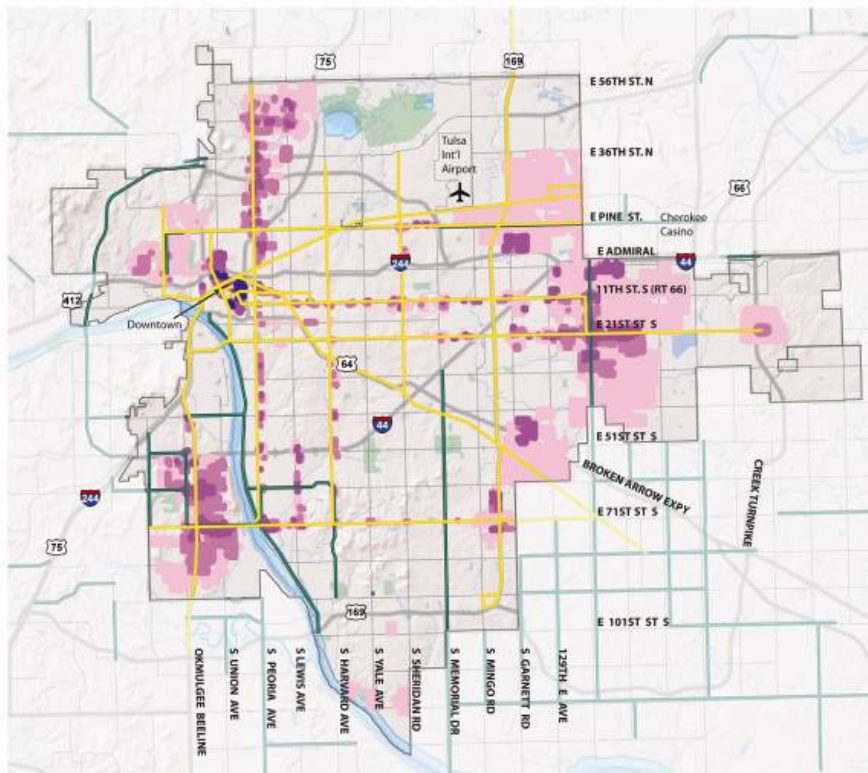 75
169
E 56TH ST. N
E 36TH ST. N
Tulsa
Int'l
Airport
66
E PINE ST.
Cherokee
Casino
E ADMIRAL
244
44
412
11TH ST. S (RT 66)
Downtown
E 21ST ST S
64
44
E 51ST ST S
BROKEN ARROW EXPY
CREEK TURNPIKE
244
E 71ST ST S
75
169
E 101ST ST S
OKMULGEE BEELINE
S UNION AVE
S PEORIA AVE
S LEWIS AVE
S HARVARD AVE
S YALE AVE
S SHERIDAN RD
S MEMORIAL DR
S MINGO RD
S GARNETT RD
129TH E AVE